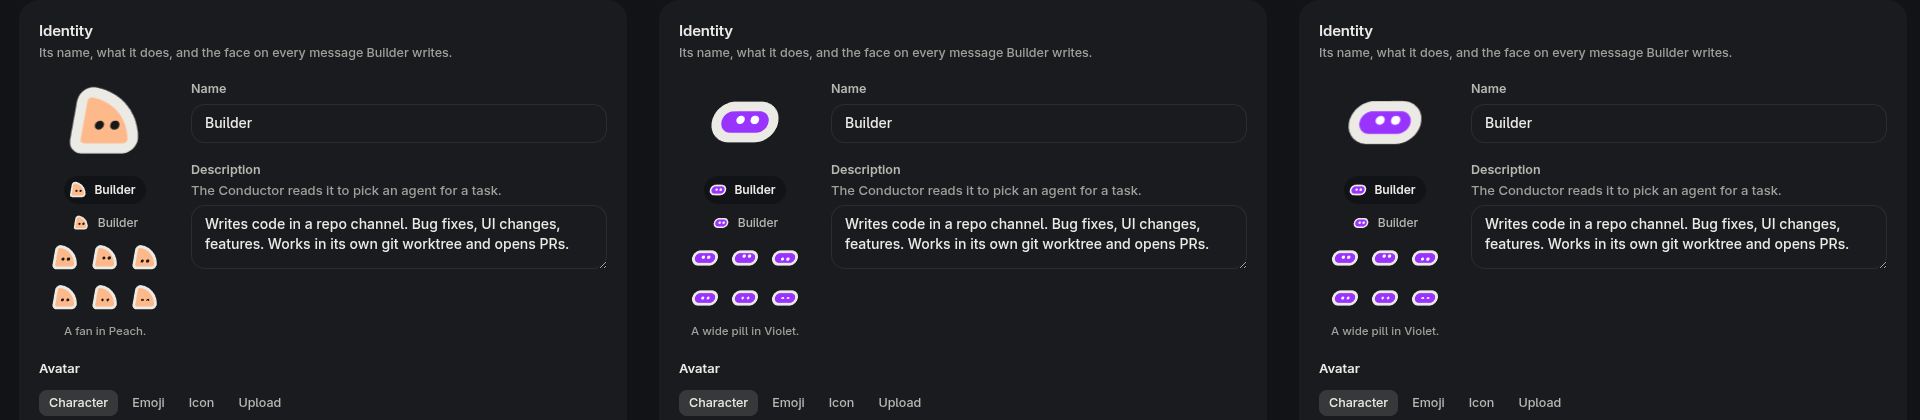 Identity
Its name, what it does, and the face on every message Builder writes.
Name
Builder
Description
The Conductor reads it to pick an agent for a task.
Builder
Builder
Writes code in a repo channel. Bug fixes, UI changes,
features. Works in its own git worktree and opens PRs.
A fan in Peach.
Avatar
Character
Emoji
Icon
Upload
Identity
Its name, what it does, and the face on every message Builder writes.
Name
Builder
Description
The Conductor reads it to pick an agent for a task.
Builder
Builder
Writes code in a repo channel. Bug fixes, UI changes,
features. Works in its own git worktree and opens PRs.
A wide pill in Violet.
Avatar
Character
Emoji
Icon
Upload
Identity
Its name, what it does, and the face on every message Builder writes.
Name
Builder
Description
The Conductor reads it to pick an agent for a task.
Builder
Builder
Writes code in a repo channel. Bug fixes, UI changes,
features. Works in its own git worktree and opens PRs.
A wide pill in Violet.
Avatar
Character
Emoji
Icon
Upload